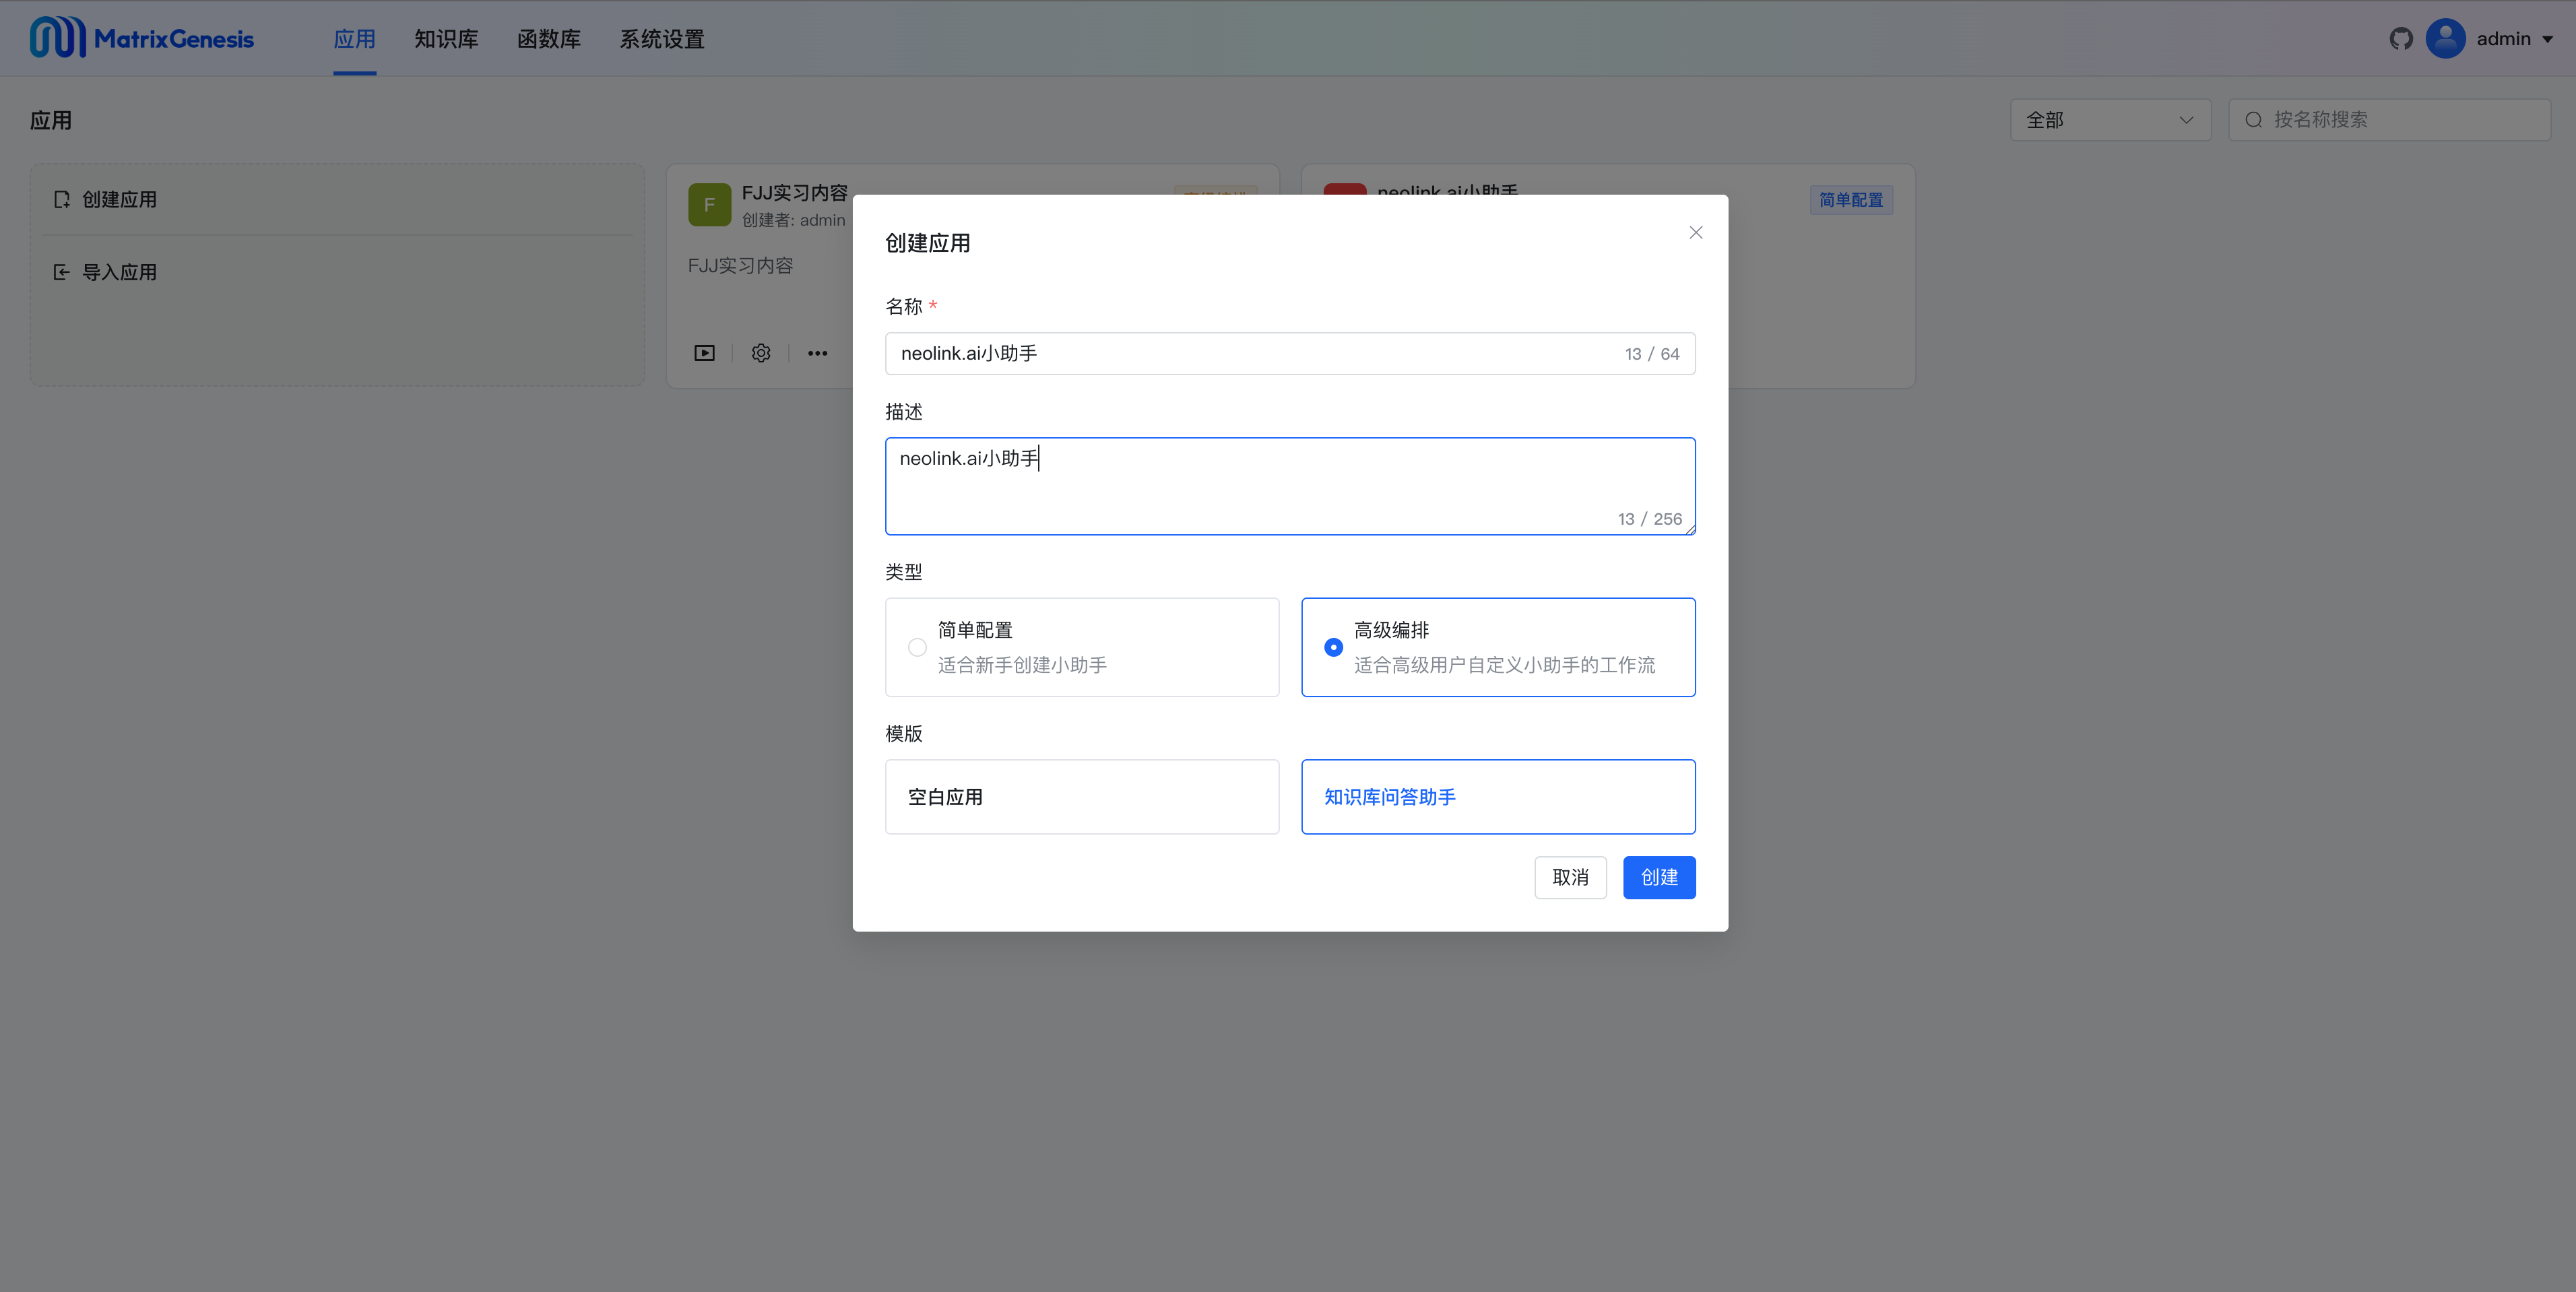 MatrixGenesis
应用 知识库 函数库 系统设置
admin
应用
全部
按名称搜索
创建应用
导入应用
F
FJJ实习内容
创建者: admin
FJJ实习内容
neolink.ai小助手
简单配置
创建应用
名称 *
neolink.ai小助手
13 / 64
描述
neolink.ai小助手
13 / 256
类型
简单配置
适合新手创建小助手
高级编排
适合高级用户自定义小助手的工作流
模版
空白应用
知识库问答助手
取消 创建